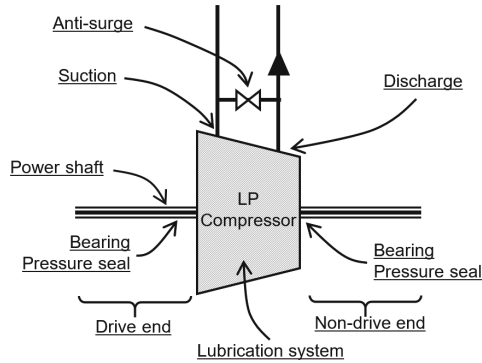 Anti-surge
Suction
Discharge
Power shaft
LP
Compressor
Bearing
Pressure seal
Bearing
Pressure seal
Drive end
Non-drive end
Lubrication system